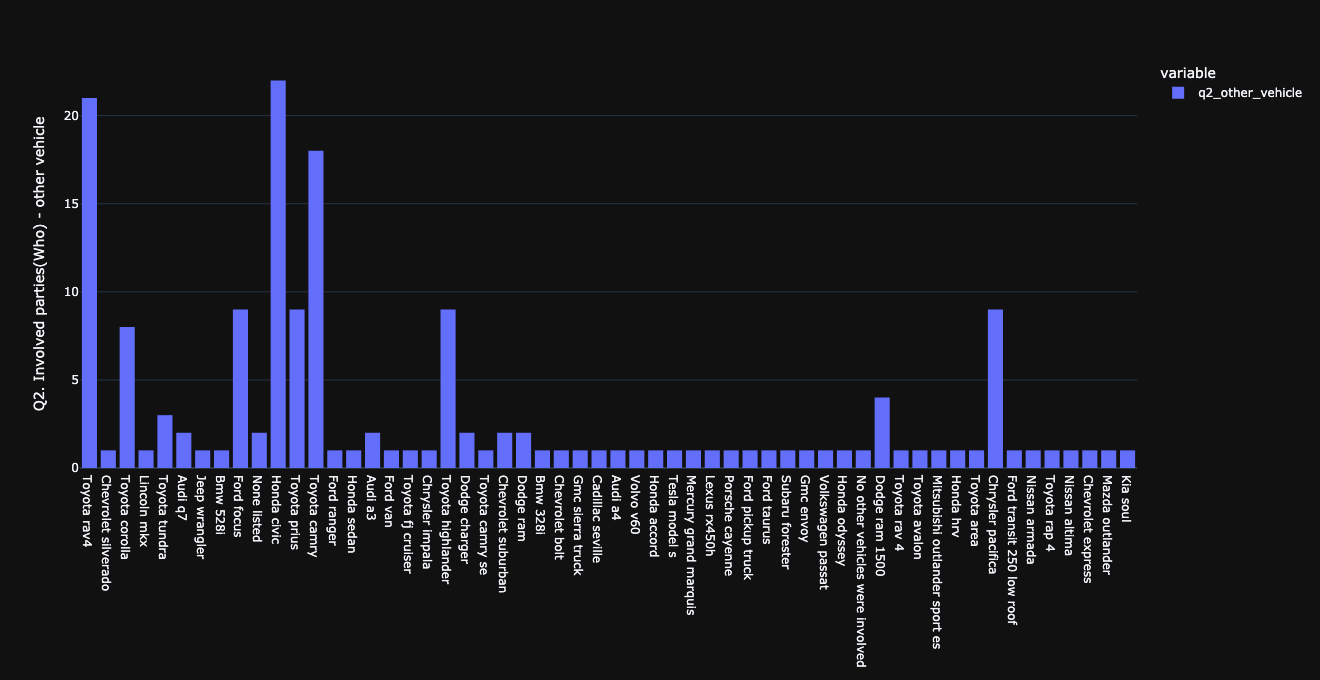 variable
q2_other_vehicle
Q2. Involved parties(Who) - other vehicle
20
15
10
5
0
Toyota rav4
Chevrolet silverado
Toyota corolla
Lincoln mkx
Toyota tundra
Audi q7
Jeep wrangler
Bmw 528i
Ford focus
None listed
Honda civic
Toyota prius
Toyota camry
Ford ranger
Honda sedan
Audi a3
Ford van
Toyota fj cruiser
Chrysler impala
Toyota highlander
Dodge charger
Toyota camry se
Chevrolet suburban
Dodge ram
Bmw 328i
Chevrolet bolt
Gmc sierra truck
Cadillac seville
Audi a4
Volvo v60
Honda accord
Tesla model s
Mercury grand marquis
Lexus rx450h
Porsche cayenne
Ford pickup truck
Ford taurus
Subaru forester
Gmc envoy
Volkswagen passat
Honda odyssey
No other vehicles were involved
Dodge ram 1500
Toyota rav 4
Toyota avalon
Mitsubishi outlander sport es
Honda hrv
Toyota area
Chrysler pacifica
Ford transit 250 low roof
Nissan armada
Toyota rap 4
Nissan altima
Chevrolet express
Mazda outlander
Kia soul